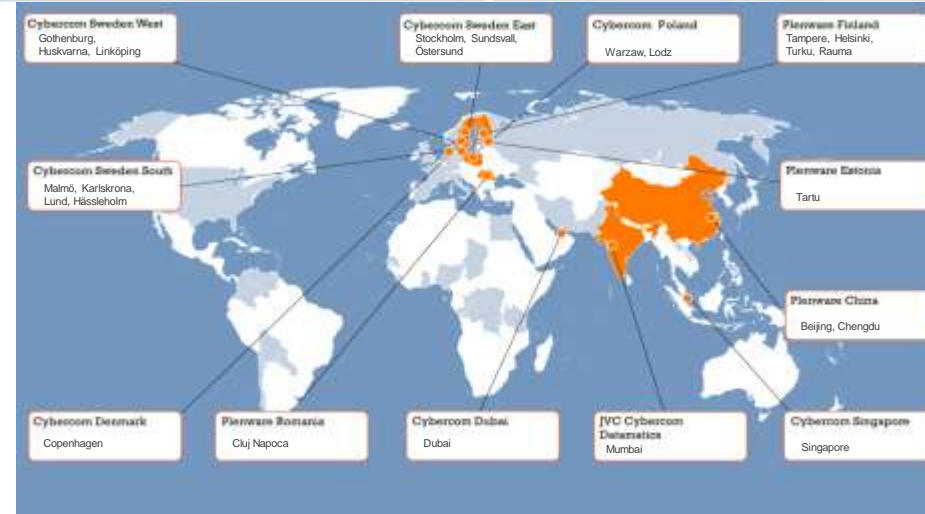 Cybercom Sweden West
Gothenburg,
Huskvarna, Linköping
Cybercom Sweden East
Stockholm, Sundsvall,
Östersund
Cybercom Poland
Warzaw, Lodz
Plenware Finland
Tampere, Helsinki,
Turku, Rauma
Cybercom Sweden South
Malmö, Karlskrona,
Lund, Hässleholm
Plenware Estonia
Tartu
Plenware China
Beijing, Chengdu
Cybercom Denmark
Copenhagen
Plenware Romania
Cluj Napoca
Cybercom Dubai
Dubai
JVC Cybercom
Datamatics
Mumbai
Cybercom Singapore
Singapore